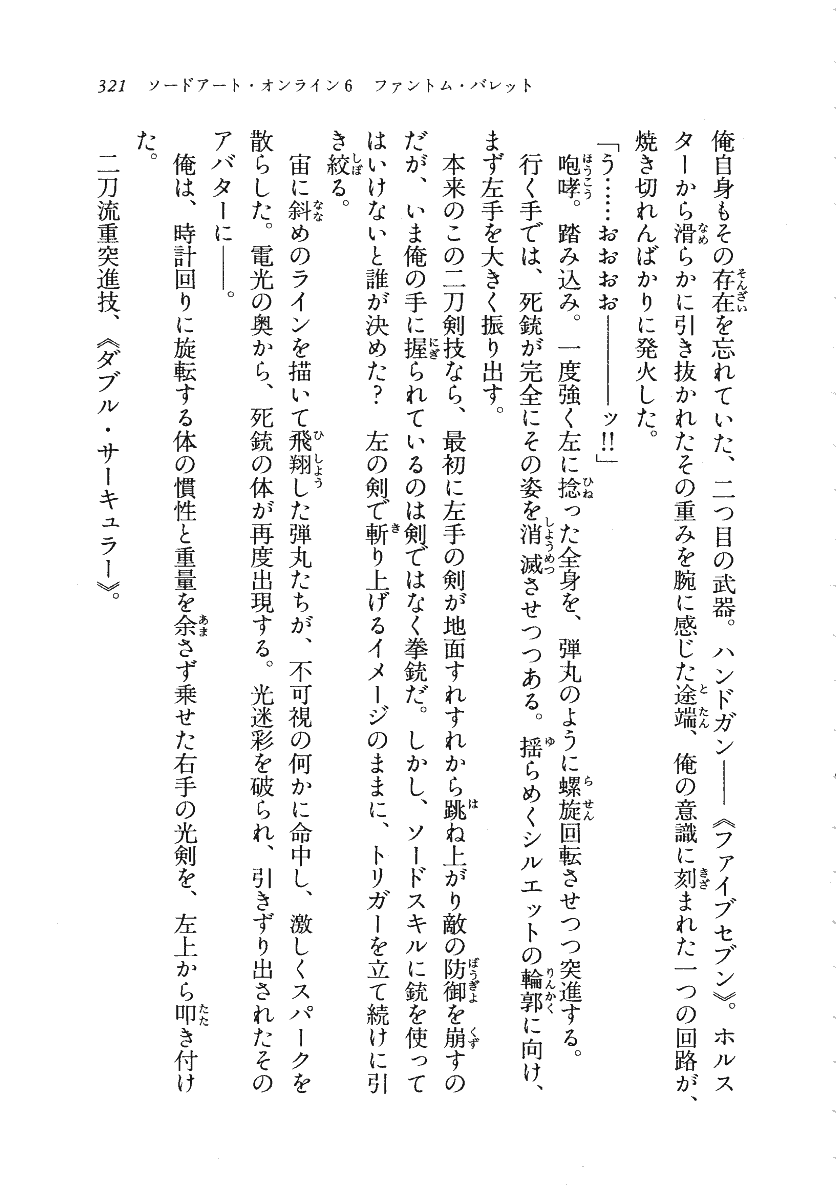 321　ソードアート・オンライン6　ファントム・バレット
俺自身もその存在を忘れていた、二つ目の武器。ハンドガン――《ファイブセブン》。ホルス
ターから滑らかに引き抜かれたその重みを腕に感じた途端、俺の意識に刻まれた一つの回路が、
焼き切れんばかりに発火した。
「う……おおおお――――ッ!!」
咆哮。踏み込み。一度強く左に捻った全身を、弾丸のように螺旋回転させつつ突進する。
行く手では、死銃が完全にその姿を消滅させつつある。揺らめくシルエットの輪郭に向け、
まず左手を大きく振り出す。
本来のこの二刀剣技なら、最初に左手の剣が地面すれすれから跳ね上がり敵の防御を崩すの
だが、いま俺の手に握られているのは剣ではなく拳銃だ。しかし、ソードスキルに銃を使って
はいけないと誰が決めた？　左の剣で斬り上げるイメージのままに、トリガーを立て続けに引
き絞る。
宙に斜めのラインを描いて飛翔した弾丸たちが、不可視の何かに命中し、激しくスパークを
散らした。電光の奥から、死銃の体が再度出現する。光迷彩を破られ、引きずり出されたその
アバターに――。
俺は、時計回りに旋転する体の慣性と重量を余さず乗せた右手の光剣を、左上から叩き付け
た。
二刀流重突進技、《ダブル・サーキュラー》。